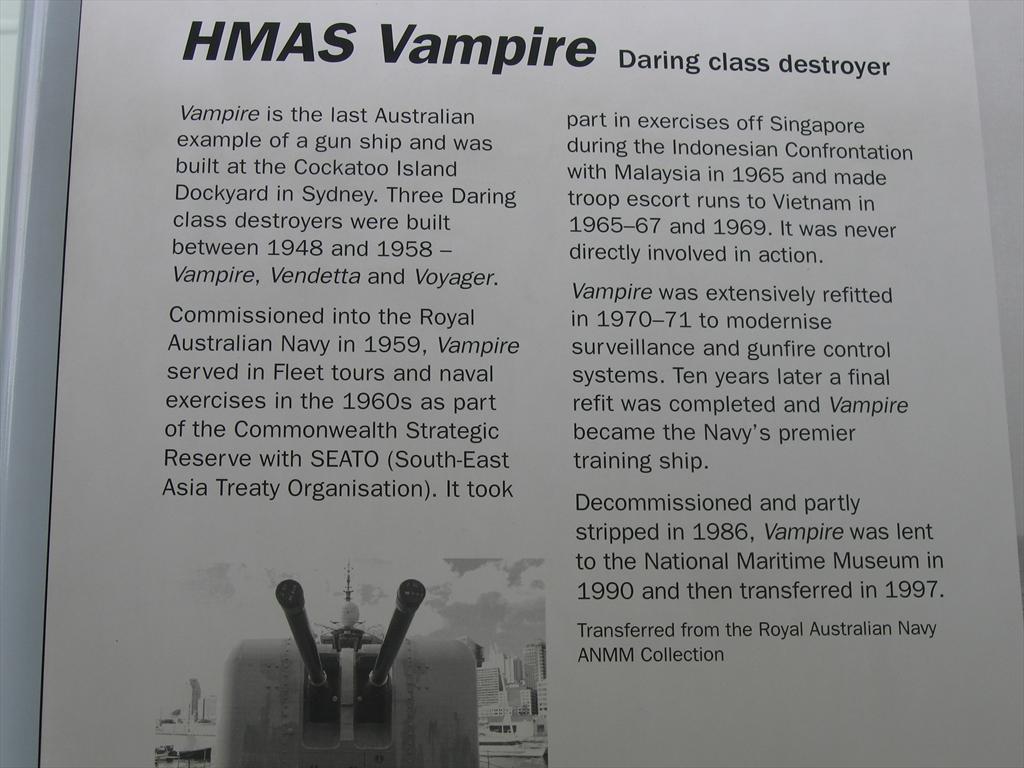 HMAS Vampire Daring class destroyer
Vampire is the last Australian
example of a gun ship and was
built at the Cockatoo Island
Dockyard in Sydney. Three Daring
class destroyers were built
between 1948 and 1958 –
Vampire, Vendetta and Voyager.
Commissioned into the Royal
Australian Navy in 1959, Vampire
served in Fleet tours and naval
exercises in the 1960s as part
of the Commonwealth Strategic
Reserve with SEATO (South-East
Asia Treaty Organisation). It took
part in exercises off Singapore
during the Indonesian Confrontation
with Malaysia in 1965 and made
troop escort runs to Vietnam in
1965–67 and 1969. It was never
directly involved in action.
Vampire was extensively refitted
in 1970–71 to modernise
surveillance and gunfire control
systems. Ten years later a final
refit was completed and Vampire
became the Navy's premier
training ship.
Decommissioned and partly
stripped in 1986, Vampire was lent
to the National Maritime Museum in
1990 and then transferred in 1997.
Transferred from the Royal Australian Navy
ANMM Collection